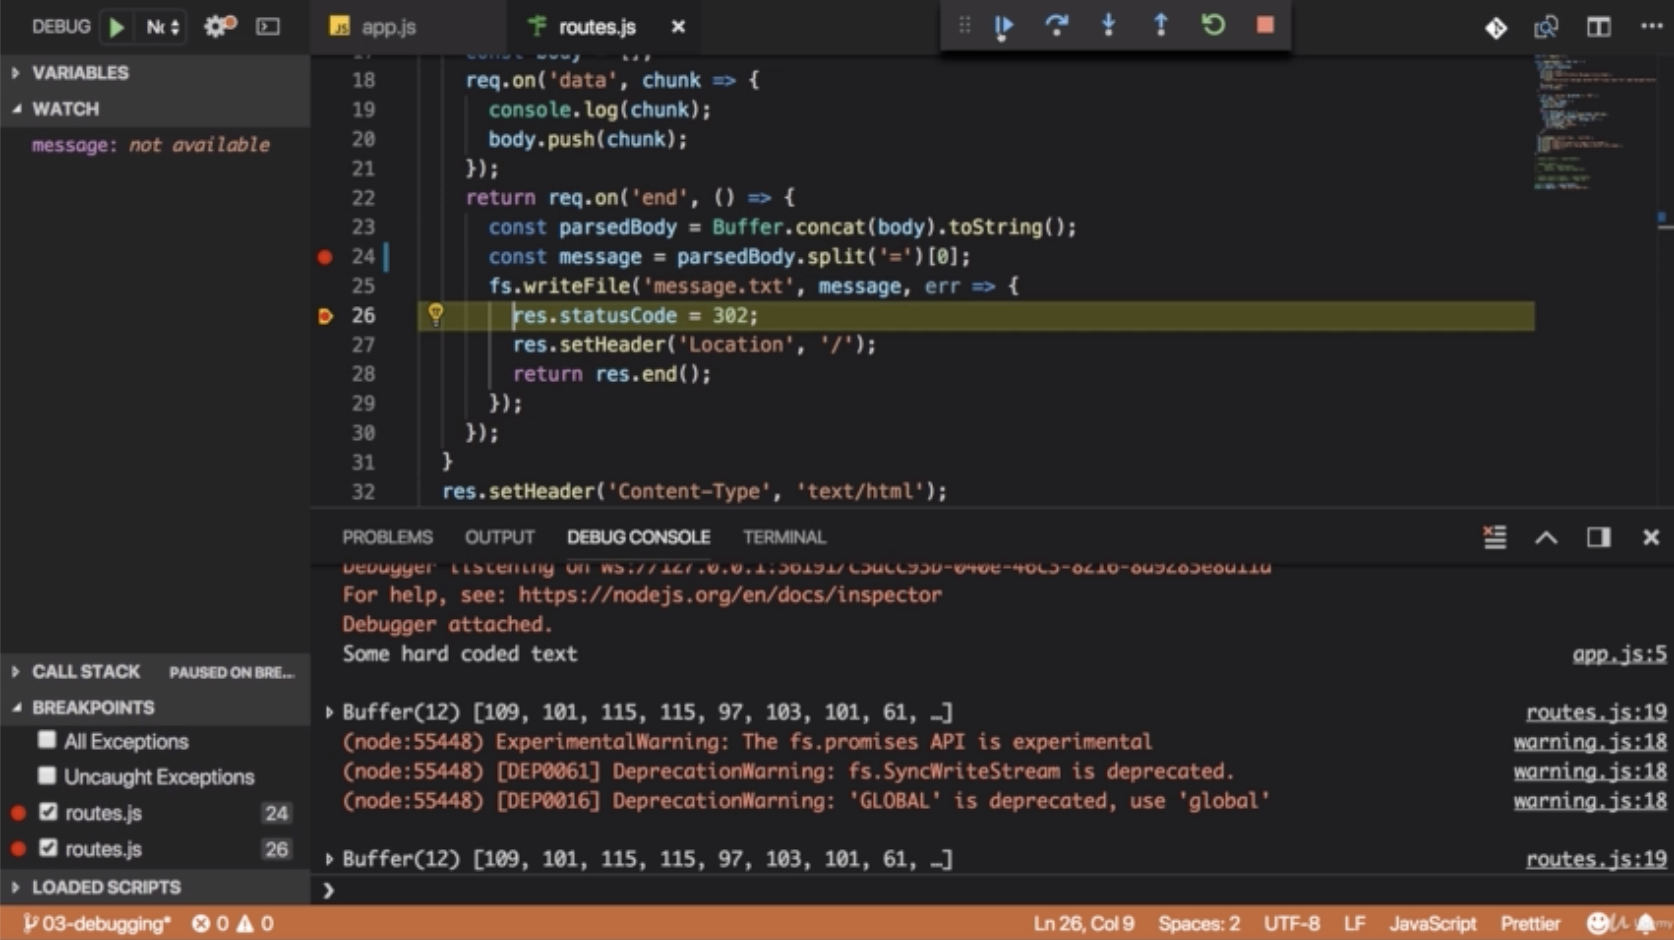 DEBUG
app.js
routes.js
VARIABLES
WATCH
message: not available
18 req.on('data', chunk => {
19 console.log(chunk);
20 body.push(chunk);
21 });
22 return req.on('end', () => {
23 const parsedBody = Buffer.concat(body).toString();
24 const message = parsedBody.split('=')[0];
25 fs.writeFile('message.txt', message, err => {
26 res.statusCode = 302;
27 res.setHeader('Location', '/');
28 return res.end();
29 });
30 });
31 }
32 res.setHeader('Content-Type', 'text/html');
PROBLEMS OUTPUT DEBUG CONSOLE TERMINAL
Debugger listening on
For help, see: https://nodejs.org/en/docs/inspector
Debugger attached.
Some hard coded text app.js:5
Buffer(12) [109, 101, 115, 115, 97, 103, 101, 61, …] routes.js:19
(node:55448) ExperimentalWarning: The fs.promises API is experimental warning.js:18
(node:55448) [DEP0061] DeprecationWarning: fs.SyncWriteStream is deprecated. warning.js:18
(node:55448) [DEP0016] DeprecationWarning: 'GLOBAL' is deprecated, use 'global' warning.js:18
Buffer(12) [109, 101, 115, 115, 97, 103, 101, 61, …] routes.js:19
CALL STACK PAUSED ON BRE...
BREAKPOINTS
All Exceptions
Uncaught Exceptions
routes.js 24
routes.js 26
LOADED SCRIPTS
03-debugging* 0 0 Ln 26, Col 9 Spaces: 2 UTF-8 LF JavaScript Prettier